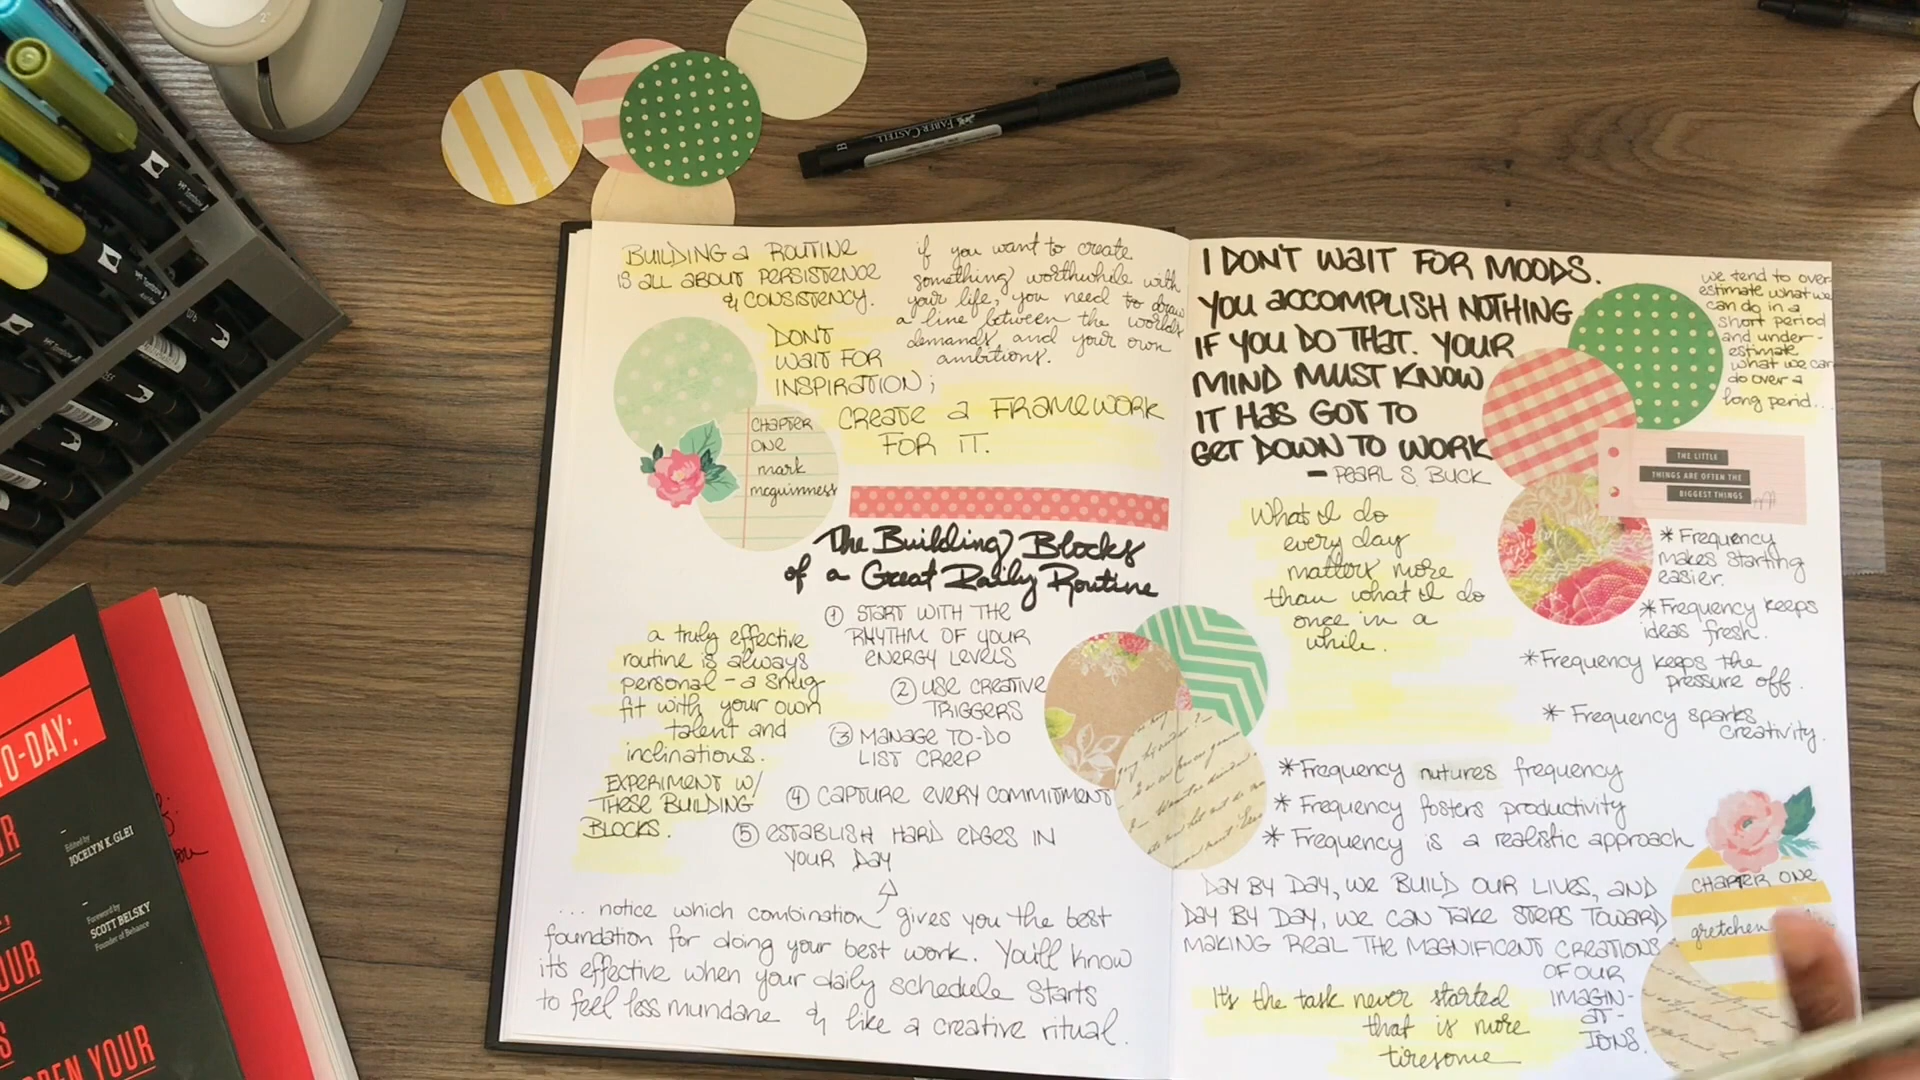 BUILDING a ROUTINE
IS ALL ABOUT PERSISTENCE
& CONSISTENCY.
if you want to create
something worthwhile with
your life, you need to draw
a line between the worlds
demands and your own
ambitions.
DON'T
WAIT FOR
INSPIRATION;
CREATE a FRAMEWORK
FOR IT.
CHAPTER
ONE
mark
mcguinness
The Building Blocks
of a Great Daily Routine
① START WITH THE
RHYTHM OF YOUR
ENERGY LEVELS
② USE CREATIVE
TRIGGERS
③ MANAGE TO-DO
LIST CREEP
④ CAPTURE EVERY COMMITMENT
⑤ ESTABLISH HARD EDGES IN
YOUR DAY
a truly effective
routine is always
personal - a snug
fit with your own
talent and
inclinations.
EXPERIMENT W/
THESE BUILDING
BLOCKS.
... notice which combination gives you the best
foundation for doing your best work. You'll know
it's effective when your daily schedule starts
to feel less mundane & like a creative ritual.
I DON'T WAIT FOR MOODS.
YOU ACCOMPLISH NOTHING
IF YOU DO THAT. YOUR
MIND MUST KNOW
IT HAS GOT TO
GET DOWN TO WORK
- PEARL S. BUCK
we tend to over-
estimate what we
can do in a
short period
and under-
estimate
what we can
do over a
long perid...
THE LITTLE
THINGS ARE OFTEN THE
BIGGEST THINGS
What I do
every day
matters more
than what I do
once in a
while.
* Frequency
makes starting
easier.
* Frequency keeps
ideas fresh.
* Frequency keeps the
pressure off.
* Frequency sparks
creativity.
* Frequency nutures frequency
* Frequency fosters productivity
* Frequency is a realistic approach
DAY BY DAY, WE BUILD OUR LIVES, AND
DAY BY DAY, WE CAN TAKE STEPS TOWARD
MAKING REAL THE MAGNIFICENT CREATIONS
OF OUR
IMAGIN-
AT-
IONS.
It's the task never started
that is more
tiresome
CHAPTER ONE
gretchen
B FABER-CASTELL
Tombow
TO-DAY:
Edited by
JOCELYN K. GLEI
Foreword by
SCOTT BELSKY
Founder of Behance
OUR
YOUR
2"